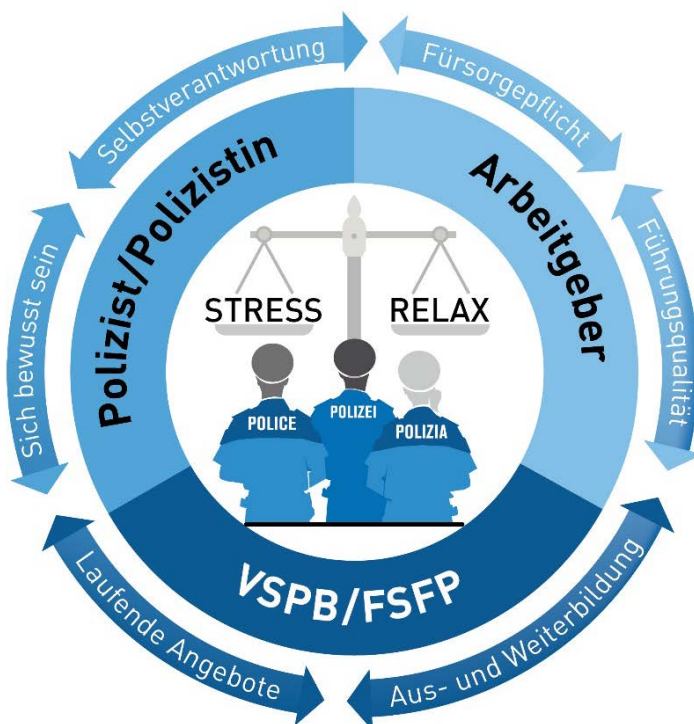 Selbstverantwortung
Fürsorgepflicht
Polizist/Polizistin
Arbeitgeber
Sich bewusst sein
Führungsqualität
STRESS
RELAX
POLICE
POLIZEI
POLIZIA
VSPB/FSFP
Laufende Angebote
Aus- und Weiterbildung